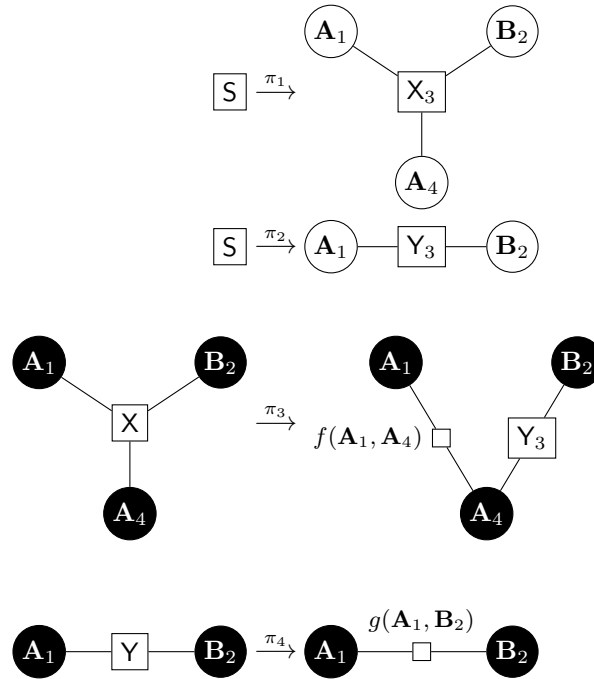 A₁ B₂
S π₁ X₃
A₄
S π₂ A₁ Y₃ B₂
A₁ B₂ A₁ B₂
X π₃ f(A₁, A₄) Y₃
A₄ A₄
g(A₁, B₂)
A₁ Y B₂ π₄ A₁ B₂